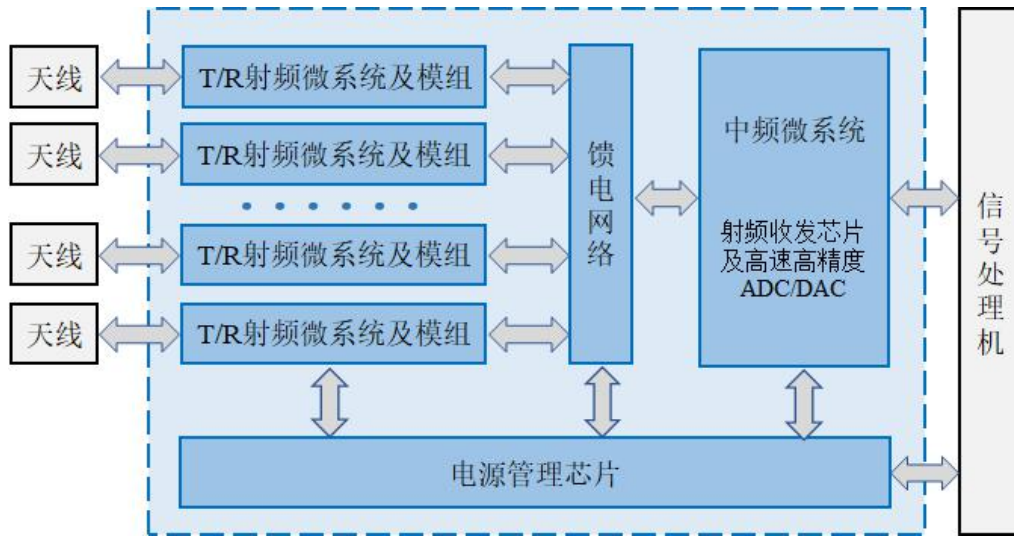 天线
T/R射频微系统及模组
天线
T/R射频微系统及模组
天线
T/R射频微系统及模组
天线
T/R射频微系统及模组
馈电网络
中频微系统
射频收发芯片
及高速高精度
ADC/DAC
信号处理机
电源管理芯片